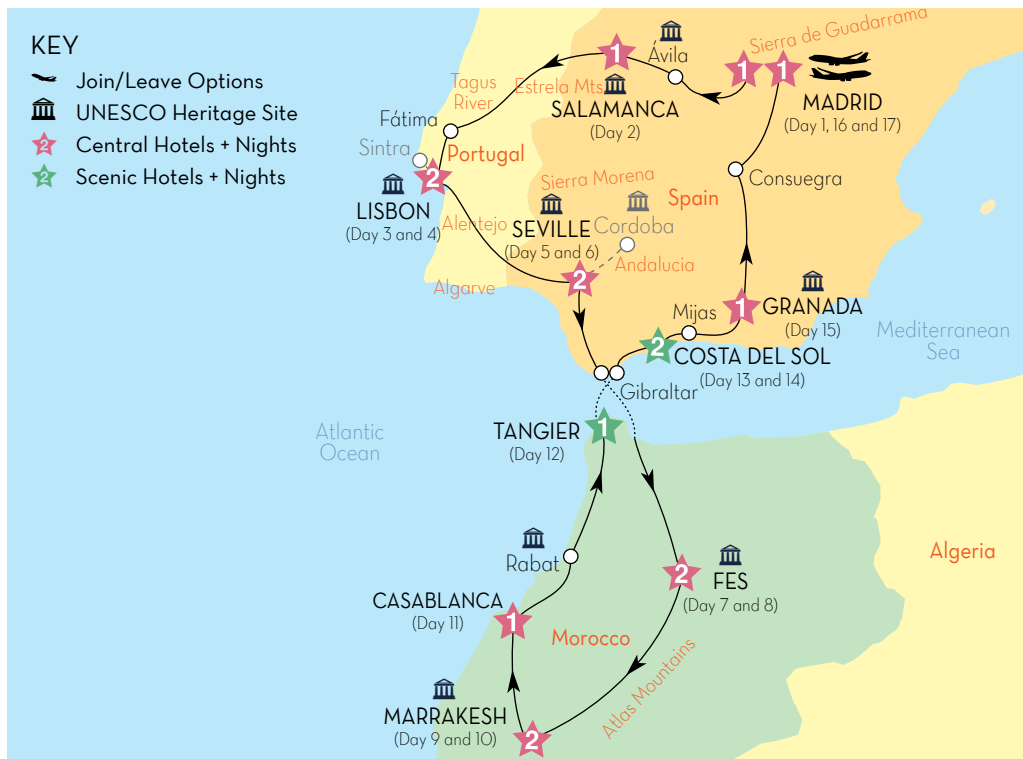 KEY
Join/Leave Options
UNESCO Heritage Site
2 Central Hotels + Nights
2 Scenic Hotels + Nights
Sierra de Guadarrama
Ávila
1
1
1
MADRID
(Day 1, 16 and 17)
SALAMANCA
(Day 2)
Tagus
River
Estrela Mts
Fátima
Sintra
Portugal
2
LISBON
(Day 3 and 4)
Alentejo
Algarve
Sierra Morena
Spain
Consuegra
SEVILLE
(Day 5 and 6)
2
Cordoba
Andalucia
Mijas
1
GRANADA
(Day 15)
2
COSTA DEL SOL
(Day 13 and 14)
Mediterranean
Sea
Gibraltar
Atlantic
Ocean
TANGIER
(Day 12)
1
Rabat
2
FES
(Day 7 and 8)
Algeria
CASABLANCA
(Day 11)
1
Morocco
Atlas Mountains
MARRAKESH
(Day 9 and 10)
2